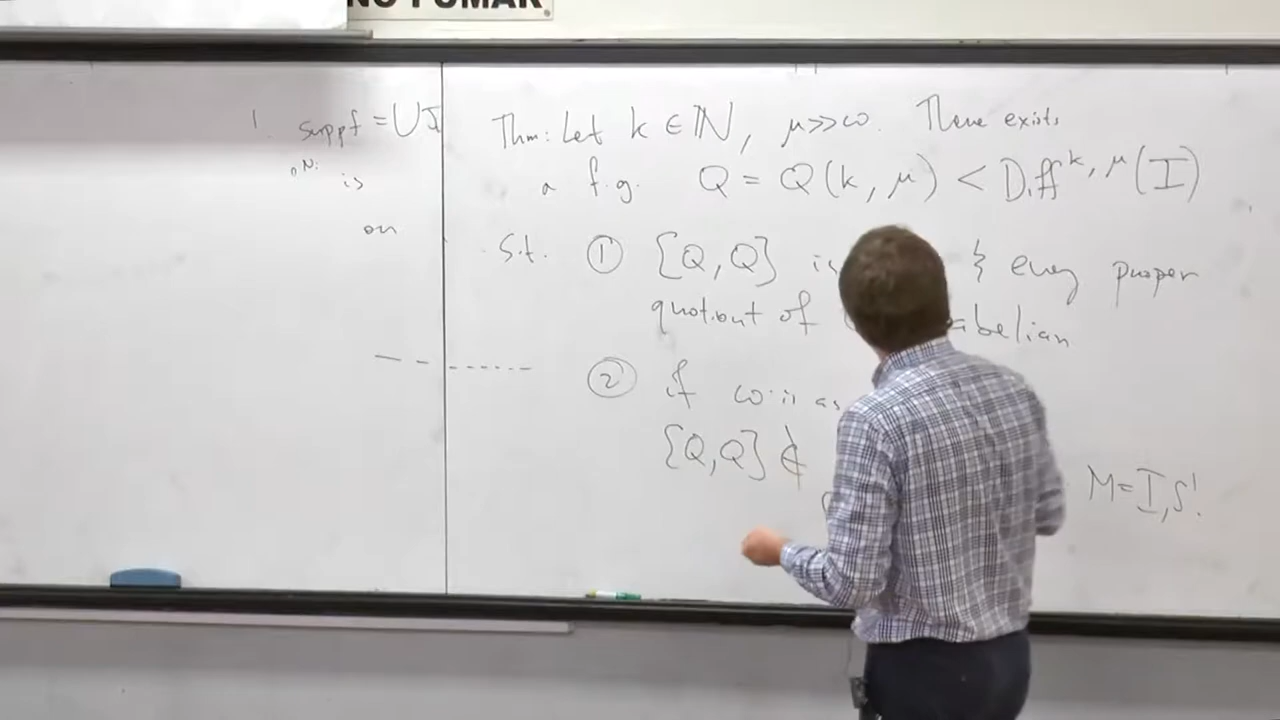 NO FUMAR
supp f = ∪J
is
on
Thm: Let k ∈ ℕ, μ >> ω. There exists
a f.g. Q = Q(k, μ) < Diff^{k, μ}(I)
S.t. ① [Q, Q] is & every proper
quotient of abelian
② if ω is as
[Q, Q] ⊄
M = I, S¹.